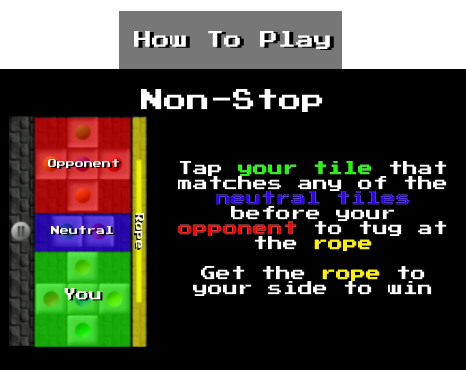 How To Play
Non-Stop
Opponent
Neutral
You
Rope
Tap your tile that
matches any of the
neutral tiles
before your
opponent to tug at
the rope
Get the rope to
your side to win